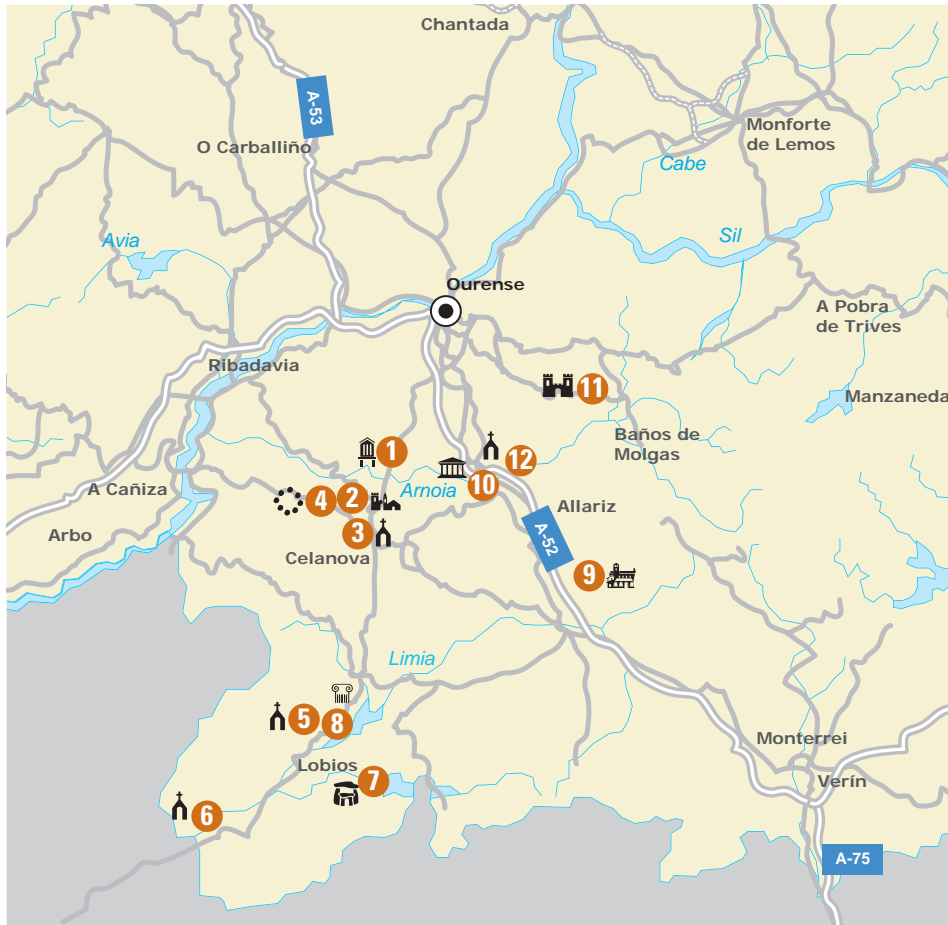 Chantada
A-53
Monforte
de Lemos
O Carballiño
Cabe
Avia
Sil
Ourense
A Pobra
de Trives
Ribadavia
11
Manzaneda
Baños de
Molgas
1
12
10
A Cañiza
4
2
Arnoia
Allariz
Arbo
3
A-52
Celanova
9
Limia
5
8
Monterrei
Lobios
7
Verín
6
A-75